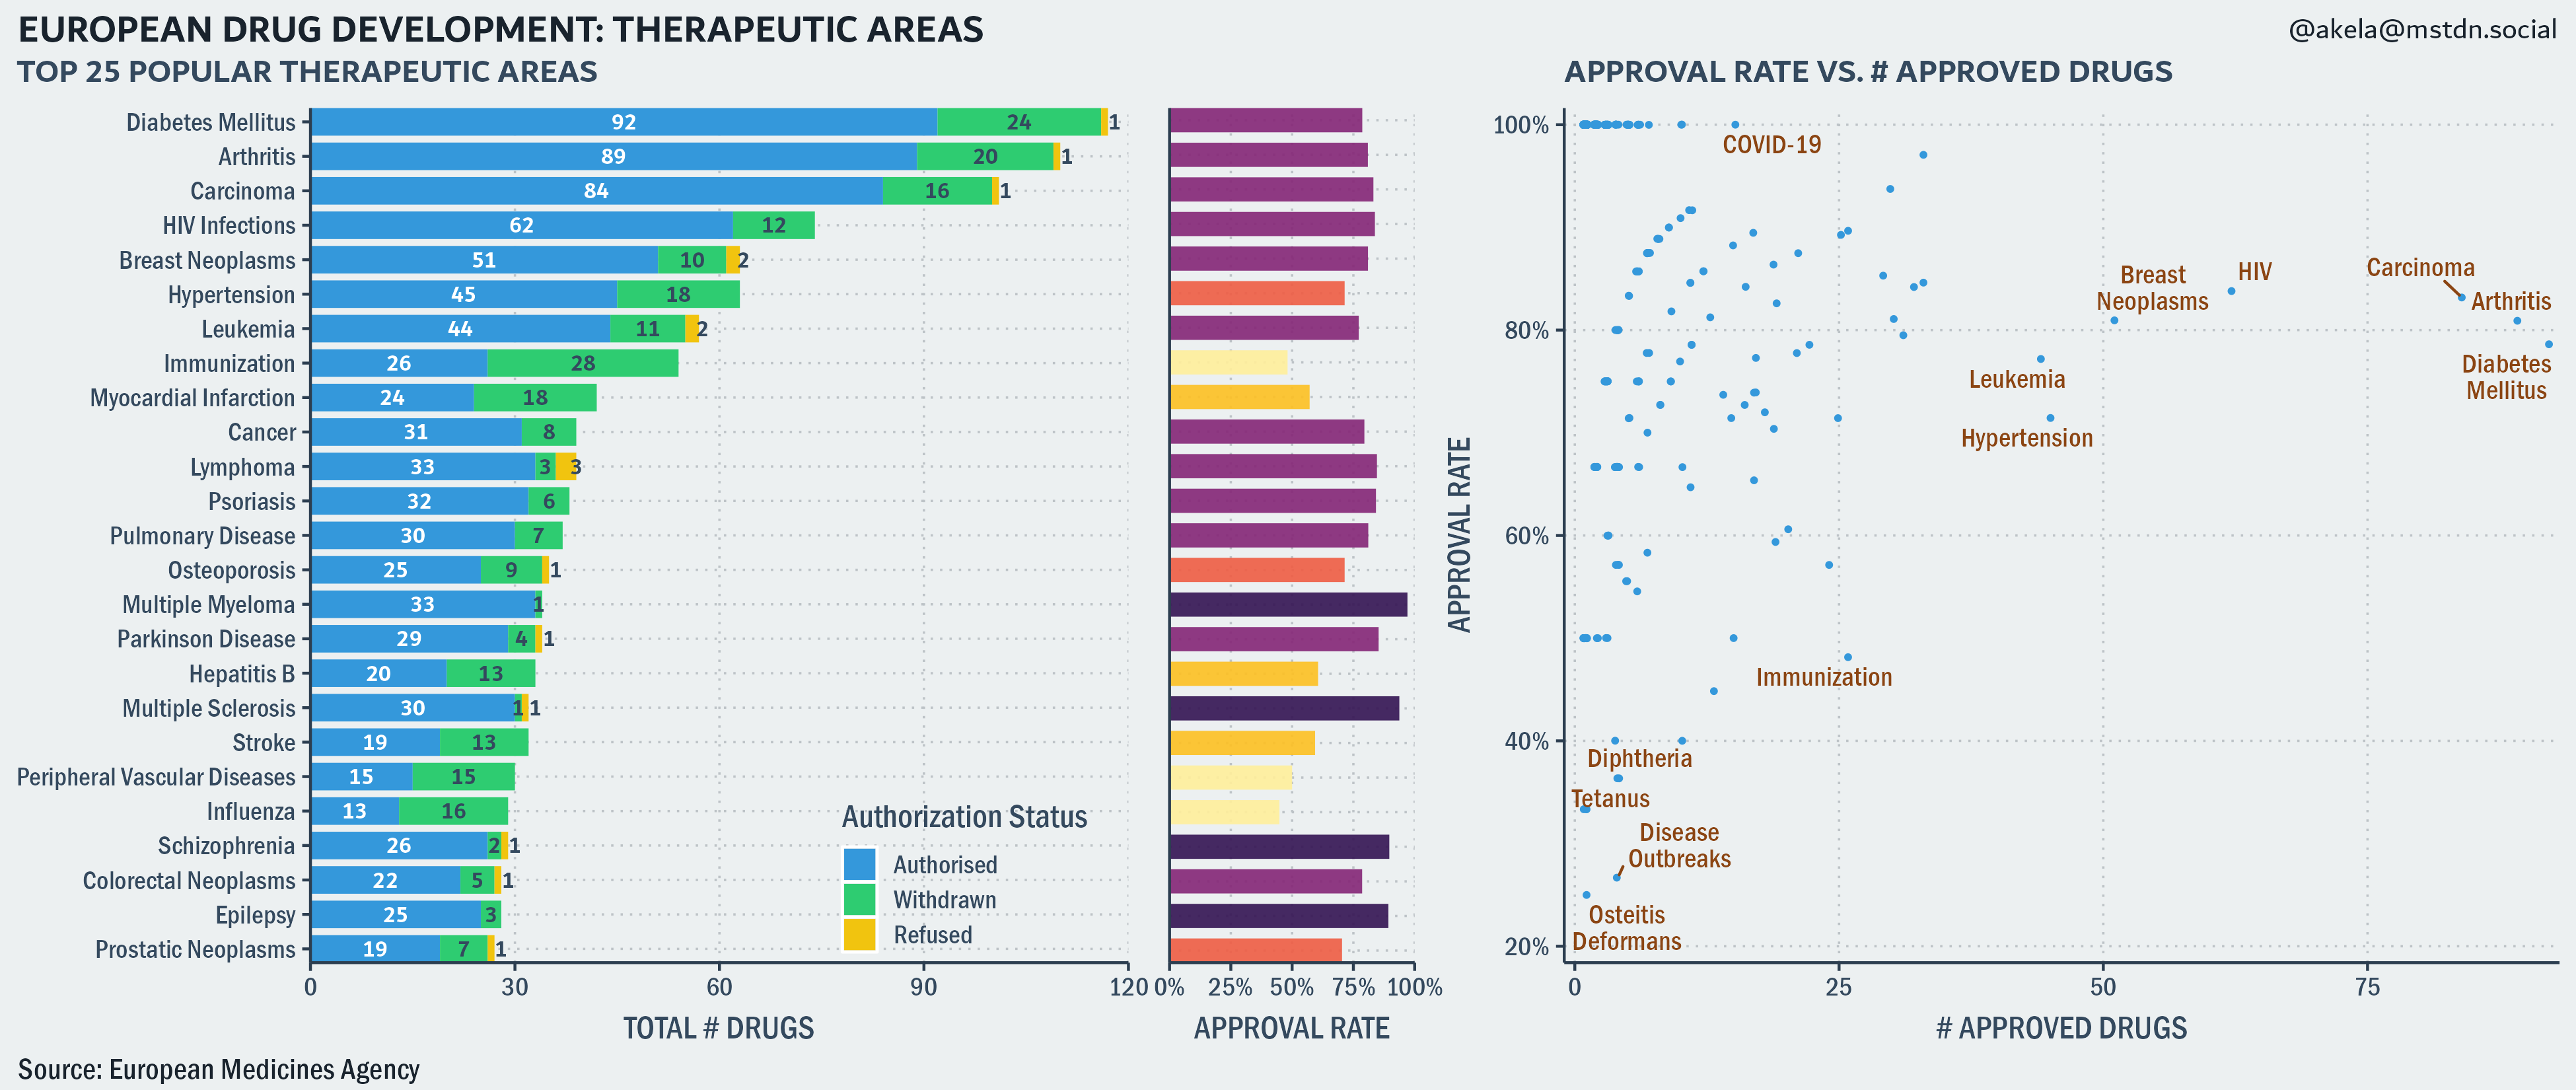 EUROPEAN DRUG DEVELOPMENT: THERAPEUTIC AREAS
@akela@mstdn.social
TOP 25 POPULAR THERAPEUTIC AREAS
Diabetes Mellitus 92 24 1
Arthritis 89 20 1
Carcinoma 84 16 1
HIV Infections 62 12
Breast Neoplasms 51 10 2
Hypertension 45 18
Leukemia 44 11 2
Immunization 26 28
Myocardial Infarction 24 18
Cancer 31 8
Lymphoma 33 3 3
Psoriasis 32 6
Pulmonary Disease 30 7
Osteoporosis 25 9 1
Multiple Myeloma 33 1
Parkinson Disease 29 4 1
Hepatitis B 20 13
Multiple Sclerosis 30 1 1
Stroke 19 13
Peripheral Vascular Diseases 15 15
Influenza 13 16
Schizophrenia 26 2 1
Colorectal Neoplasms 22 5 1
Epilepsy 25 3
Prostatic Neoplasms 19 7 1
Authorization Status
Authorised
Withdrawn
Refused
0 30 60 90 120
TOTAL # DRUGS
0% 25% 50% 75% 100%
APPROVAL RATE
APPROVAL RATE VS. # APPROVED DRUGS
APPROVAL RATE
100%
80%
60%
40%
20%
COVID-19
Breast
Neoplasms
HIV
Carcinoma
Arthritis
Diabetes
Mellitus
Leukemia
Hypertension
Immunization
Diphtheria
Tetanus
Disease
Outbreaks
Osteitis
Deformans
0 25 50 75
# APPROVED DRUGS
Source: European Medicines Agency